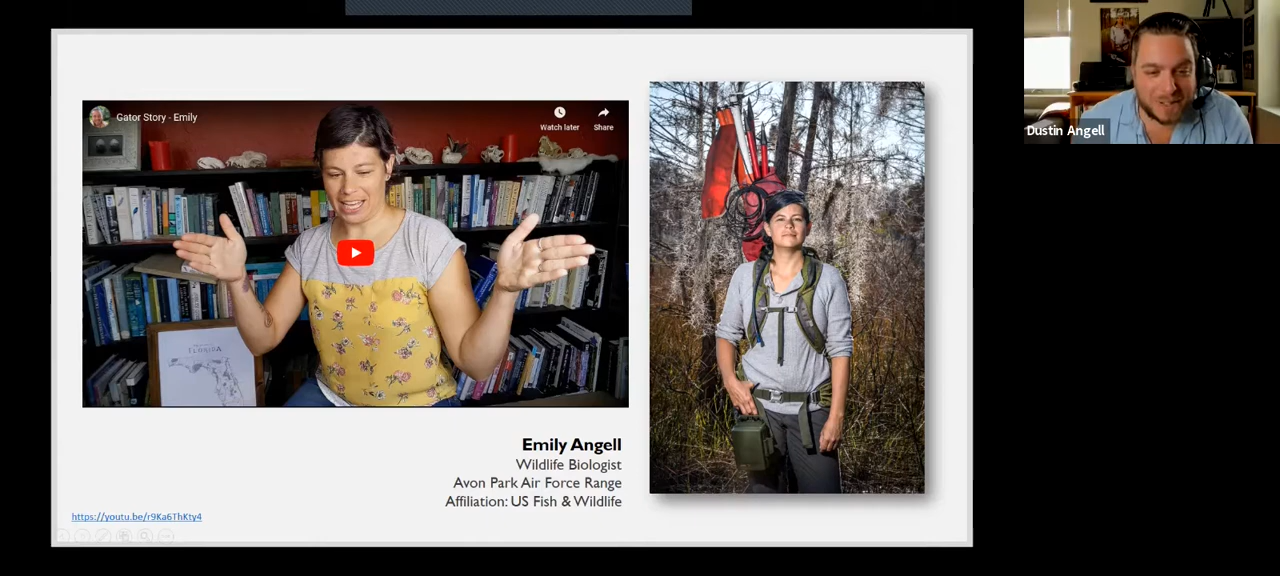 Gator Story - Emily
Watch later
Share
FLORIDA
Emily Angell
Wildlife Biologist
Avon Park Air Force Range
Affiliation: US Fish & Wildlife
https://youtu.be/r9Ka6ThKty4
Dustin Angell